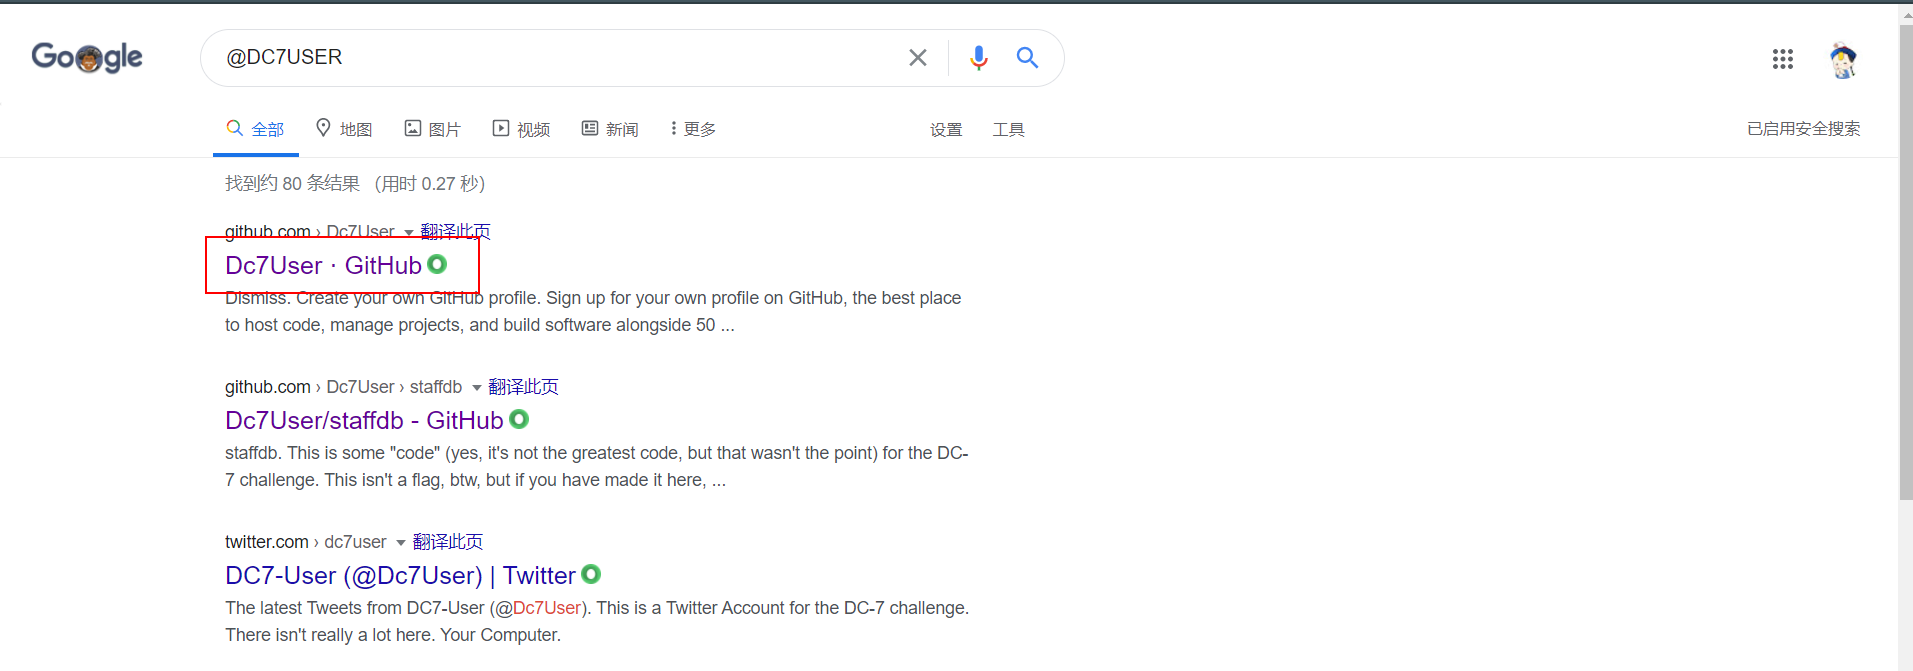 Google
@DC7USER
全部 地图 图片 视频 新闻 更多 设置 工具 已启用安全搜索
找到约 80 条结果 （用时 0.27 秒）
github.com › Dc7User 翻译此页
Dc7User · GitHub
Dismiss. Create your own GitHub profile. Sign up for your own profile on GitHub, the best place
to host code, manage projects, and build software alongside 50 ...
github.com › Dc7User › staffdb 翻译此页
Dc7User/staffdb - GitHub
staffdb. This is some "code" (yes, it's not the greatest code, but that wasn't the point) for the DC-
7 challenge. This isn't a flag, btw, but if you have made it here, ...
twitter.com › dc7user 翻译此页
DC7-User (@Dc7User) | Twitter
The latest Tweets from DC7-User (@Dc7User). This is a Twitter Account for the DC-7 challenge.
There isn't really a lot here. Your Computer.